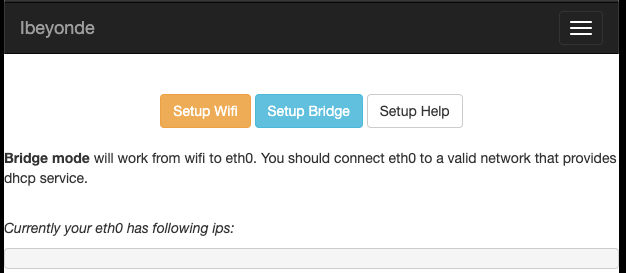 Ibeyonde
Setup Wifi Setup Bridge Setup Help
Bridge mode will work from wifi to eth0. You should connect eth0 to a valid network that provides
dhcp service.
Currently your eth0 has following ips: